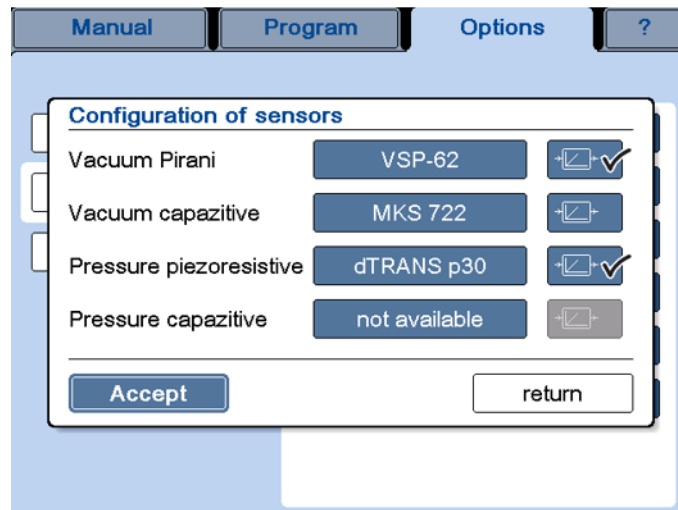 Manual Program Options ?
Configuration of sensors
Vacuum Pirani VSP-62
Vacuum capazitive MKS 722
Pressure piezoresistive dTRANS p30
Pressure capazitive not available
Accept return